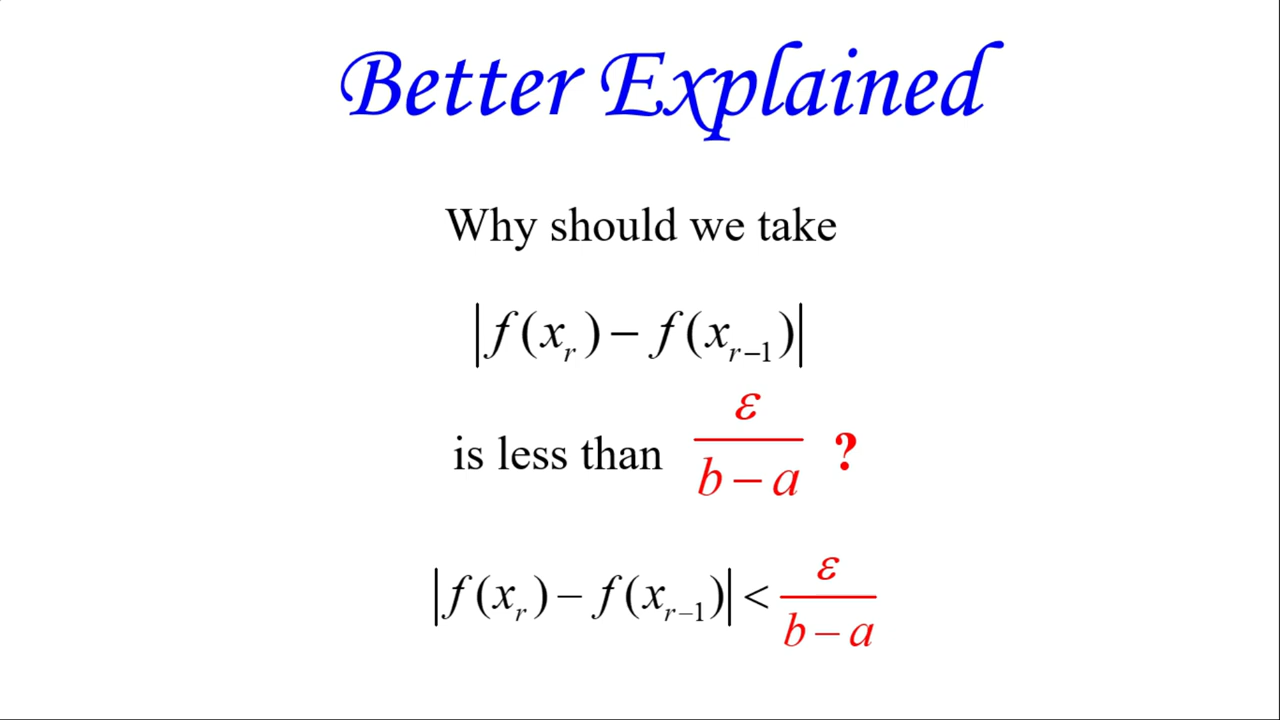 Better Explained
Why should we take
|f(x_r) − f(x_{r−1})|
is less than ε/(b − a) ?
|f(x_r) − f(x_{r−1})| < ε/(b − a)